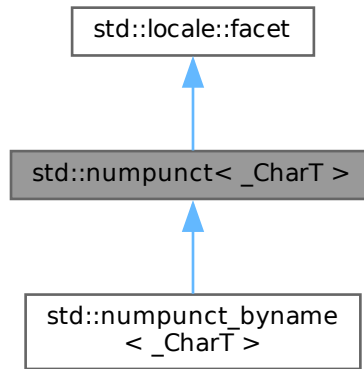 std::locale::facet
std::numpunct< _CharT >
std::numpunct_byname
< _CharT >